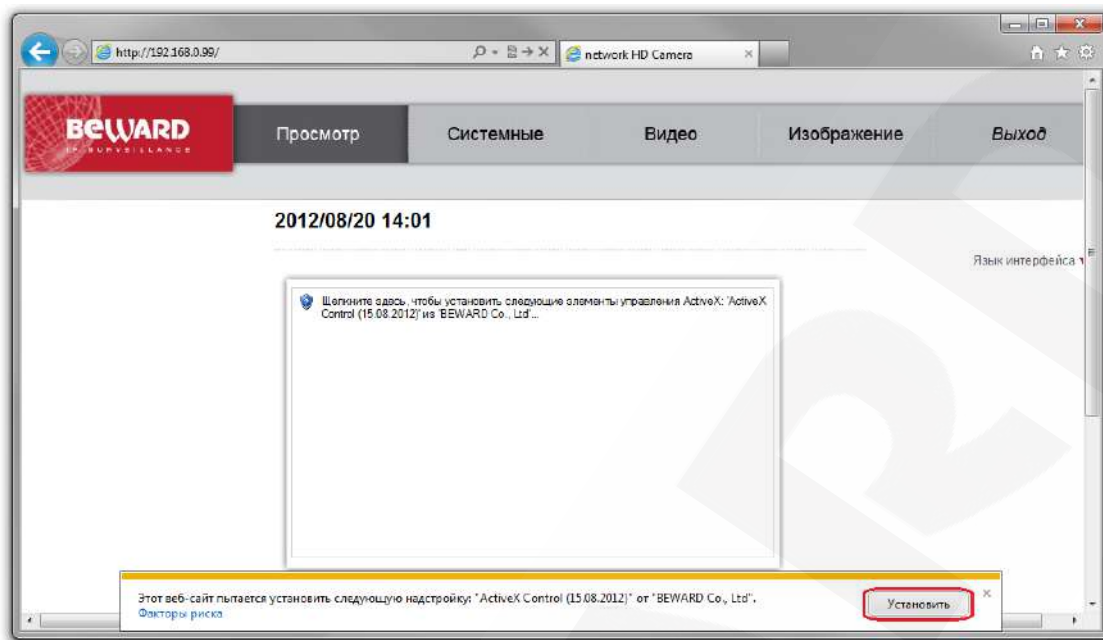 http://192.168.0.99/
network HD Camera
BEWARD
IP SURVEILLANCE
Просмотр
Системные
Видео
Изображение
Выход
2012/08/20 14:01
Язык интерфейса
Щелкните здесь, чтобы установить следующие элементы управления ActiveX: 'ActiveX
Control (15.08.2012)' из 'BEWARD Co., Ltd'...
Этот веб-сайт пытается установить следующую надстройку: "ActiveX Control (15.08.2012)" от "BEWARD Co., Ltd".
Факторы риска
Установить